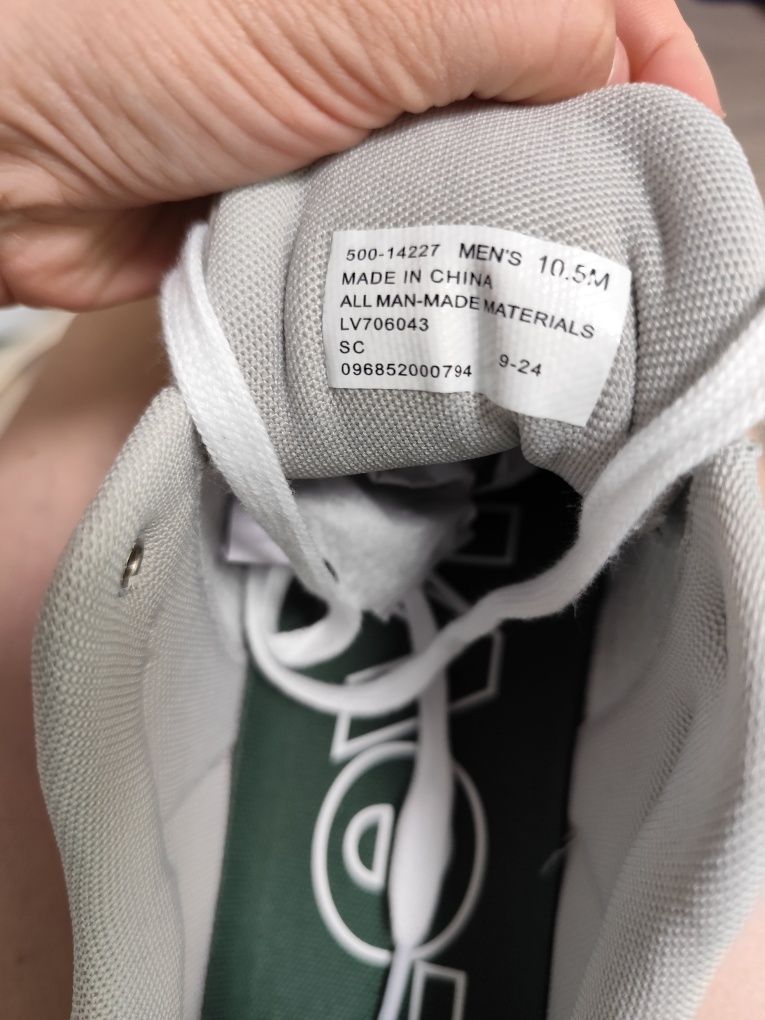 500-14227 MEN'S 10.5M
MADE IN CHINA
ALL MAN-MADE MATERIALS
LV706043
SC
096852000794 9-24